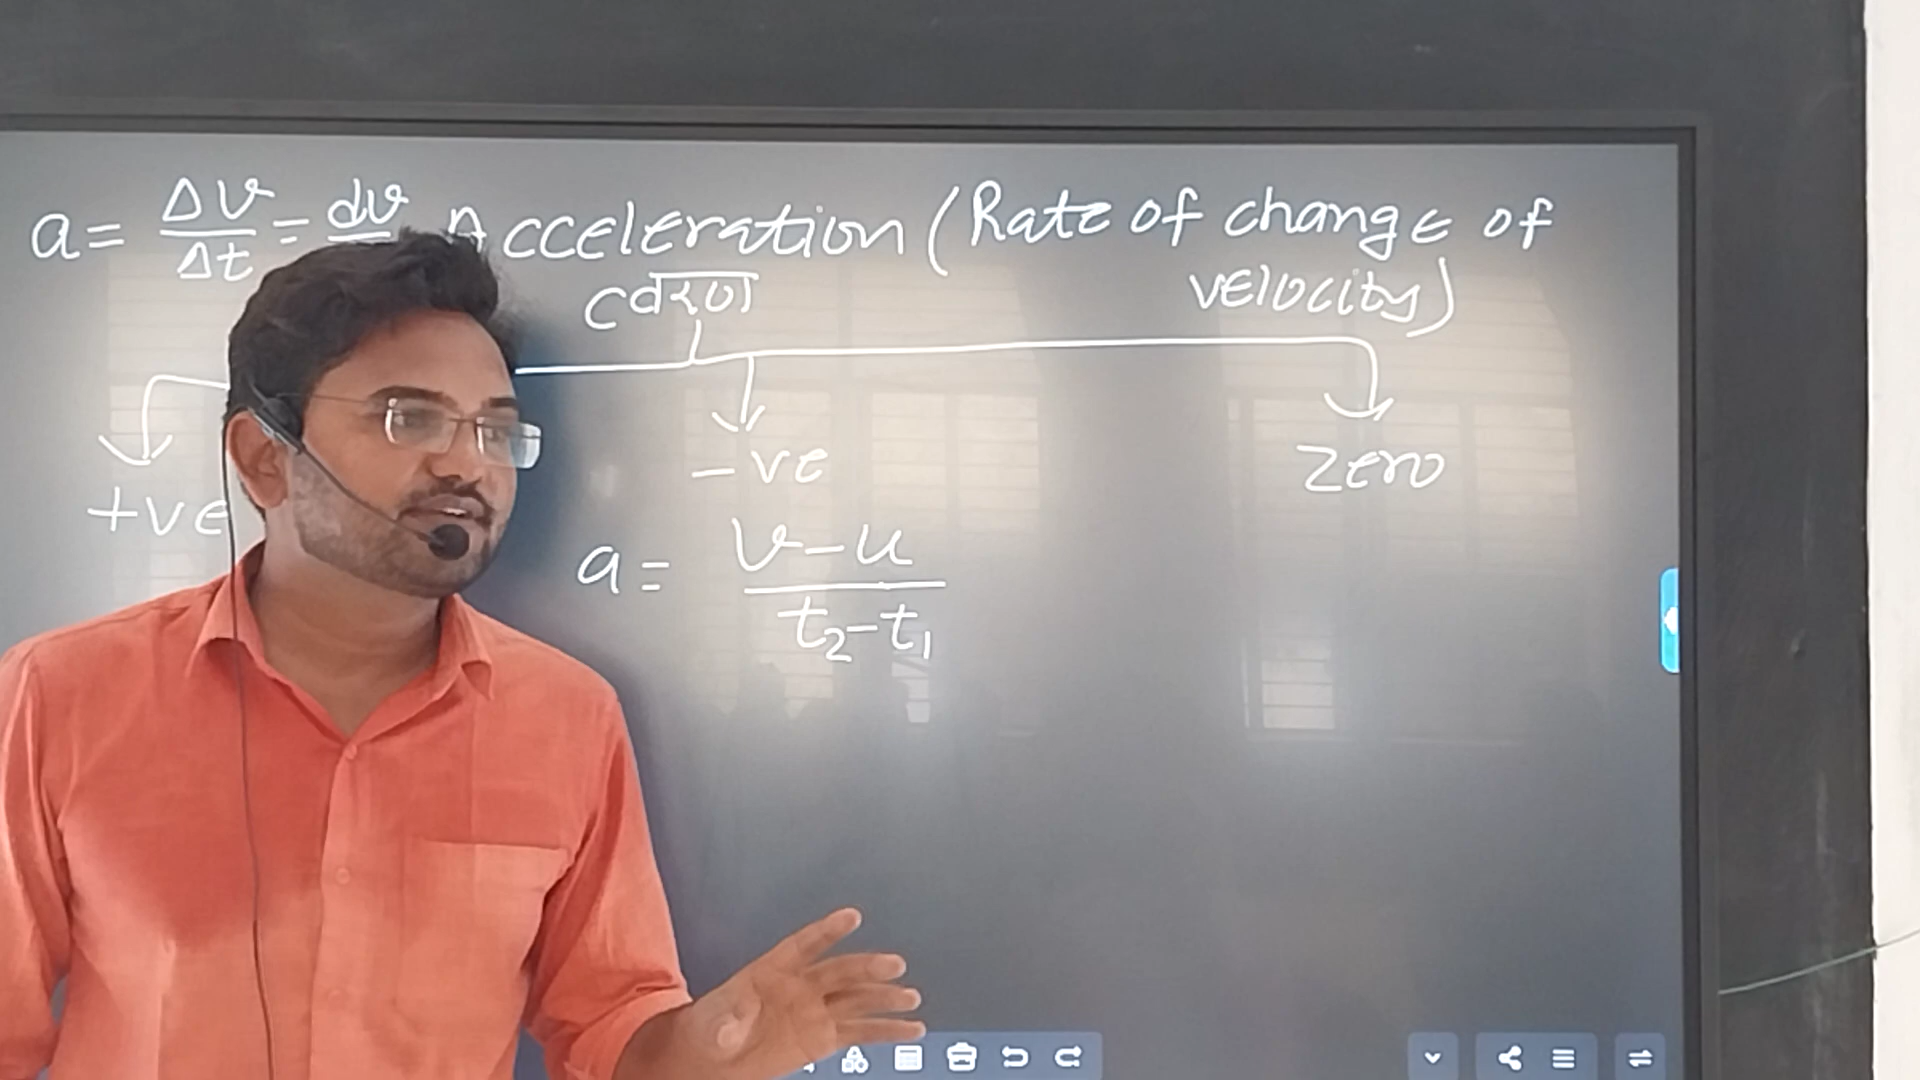 a = Δv/Δt = dv Acceleration (Rate of change of
velocity)
(त्वरण)
+ve
-ve
Zero
a = v-u/t₂-t₁